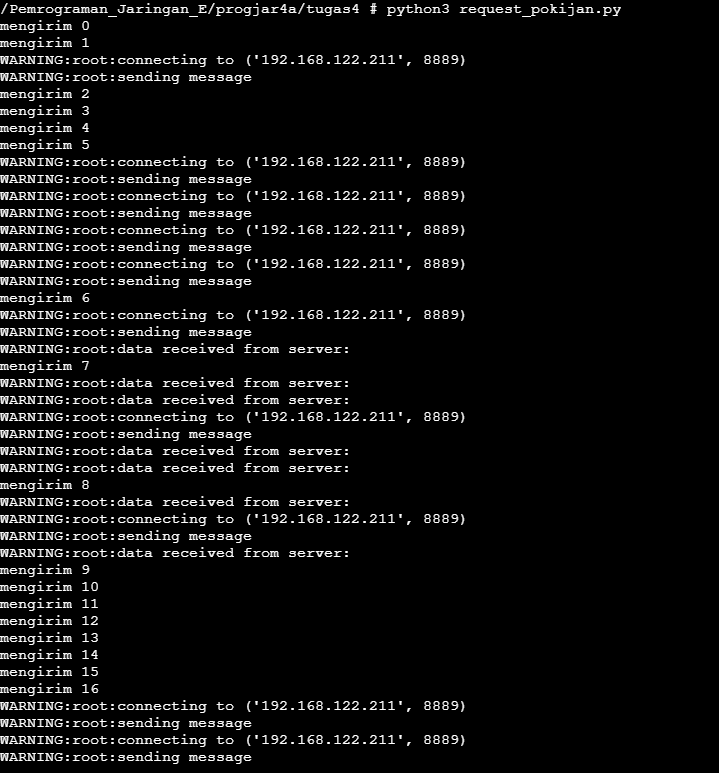 /Pemrograman_Jaringan_E/progjar4a/tugas4 # python3 request_pokijan.py
mengirim 0
mengirim 1
WARNING:root:connecting to ('192.168.122.211', 8889)
WARNING:root:sending message
mengirim 2
mengirim 3
mengirim 4
mengirim 5
WARNING:root:connecting to ('192.168.122.211', 8889)
WARNING:root:sending message
WARNING:root:connecting to ('192.168.122.211', 8889)
WARNING:root:sending message
WARNING:root:connecting to ('192.168.122.211', 8889)
WARNING:root:sending message
WARNING:root:connecting to ('192.168.122.211', 8889)
WARNING:root:sending message
mengirim 6
WARNING:root:connecting to ('192.168.122.211', 8889)
WARNING:root:sending message
WARNING:root:data received from server:
mengirim 7
WARNING:root:data received from server:
WARNING:root:data received from server:
WARNING:root:connecting to ('192.168.122.211', 8889)
WARNING:root:sending message
WARNING:root:data received from server:
WARNING:root:data received from server:
mengirim 8
WARNING:root:data received from server:
WARNING:root:connecting to ('192.168.122.211', 8889)
WARNING:root:sending message
WARNING:root:data received from server:
mengirim 9
mengirim 10
mengirim 11
mengirim 12
mengirim 13
mengirim 14
mengirim 15
mengirim 16
WARNING:root:connecting to ('192.168.122.211', 8889)
WARNING:root:sending message
WARNING:root:connecting to ('192.168.122.211', 8889)
WARNING:root:sending message